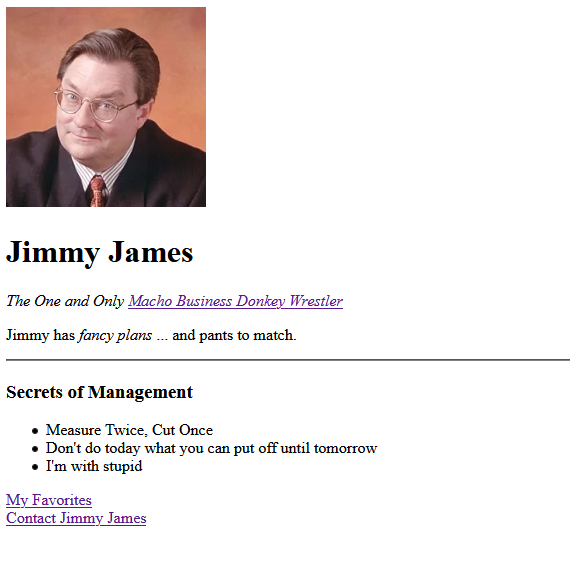 Jimmy James
The One and Only Macho Business Donkey Wrestler
Jimmy has fancy plans ... and pants to match.
Secrets of Management
Measure Twice, Cut Once
Don't do today what you can put off until tomorrow
I'm with stupid
My Favorites
Contact Jimmy James